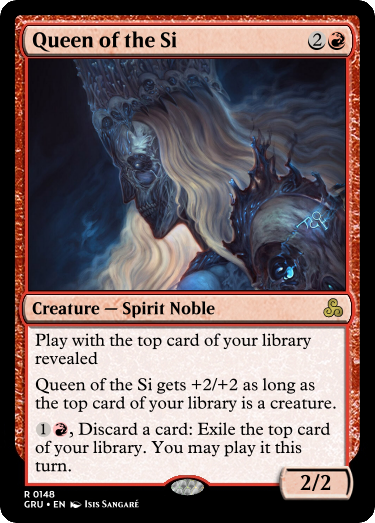 Queen of the Si 2
Creature — Spirit Noble
Play with the top card of your library
revealed
Queen of the Si gets +2/+2 as long as
the top card of your library is a creature.
1 , Discard a card: Exile the top card
of your library. You may play it this
turn.
2/2
R 0148
GRU • EN Isis Sangaré